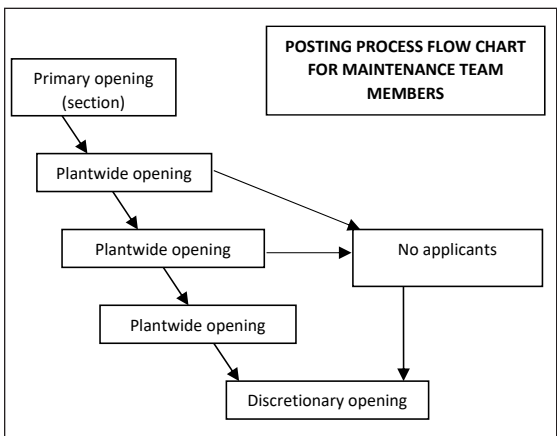 POSTING PROCESS FLOW CHART
FOR MAINTENANCE TEAM
MEMBERS
Primary opening
(section)
Plantwide opening
Plantwide opening
No applicants
Plantwide opening
Discretionary opening